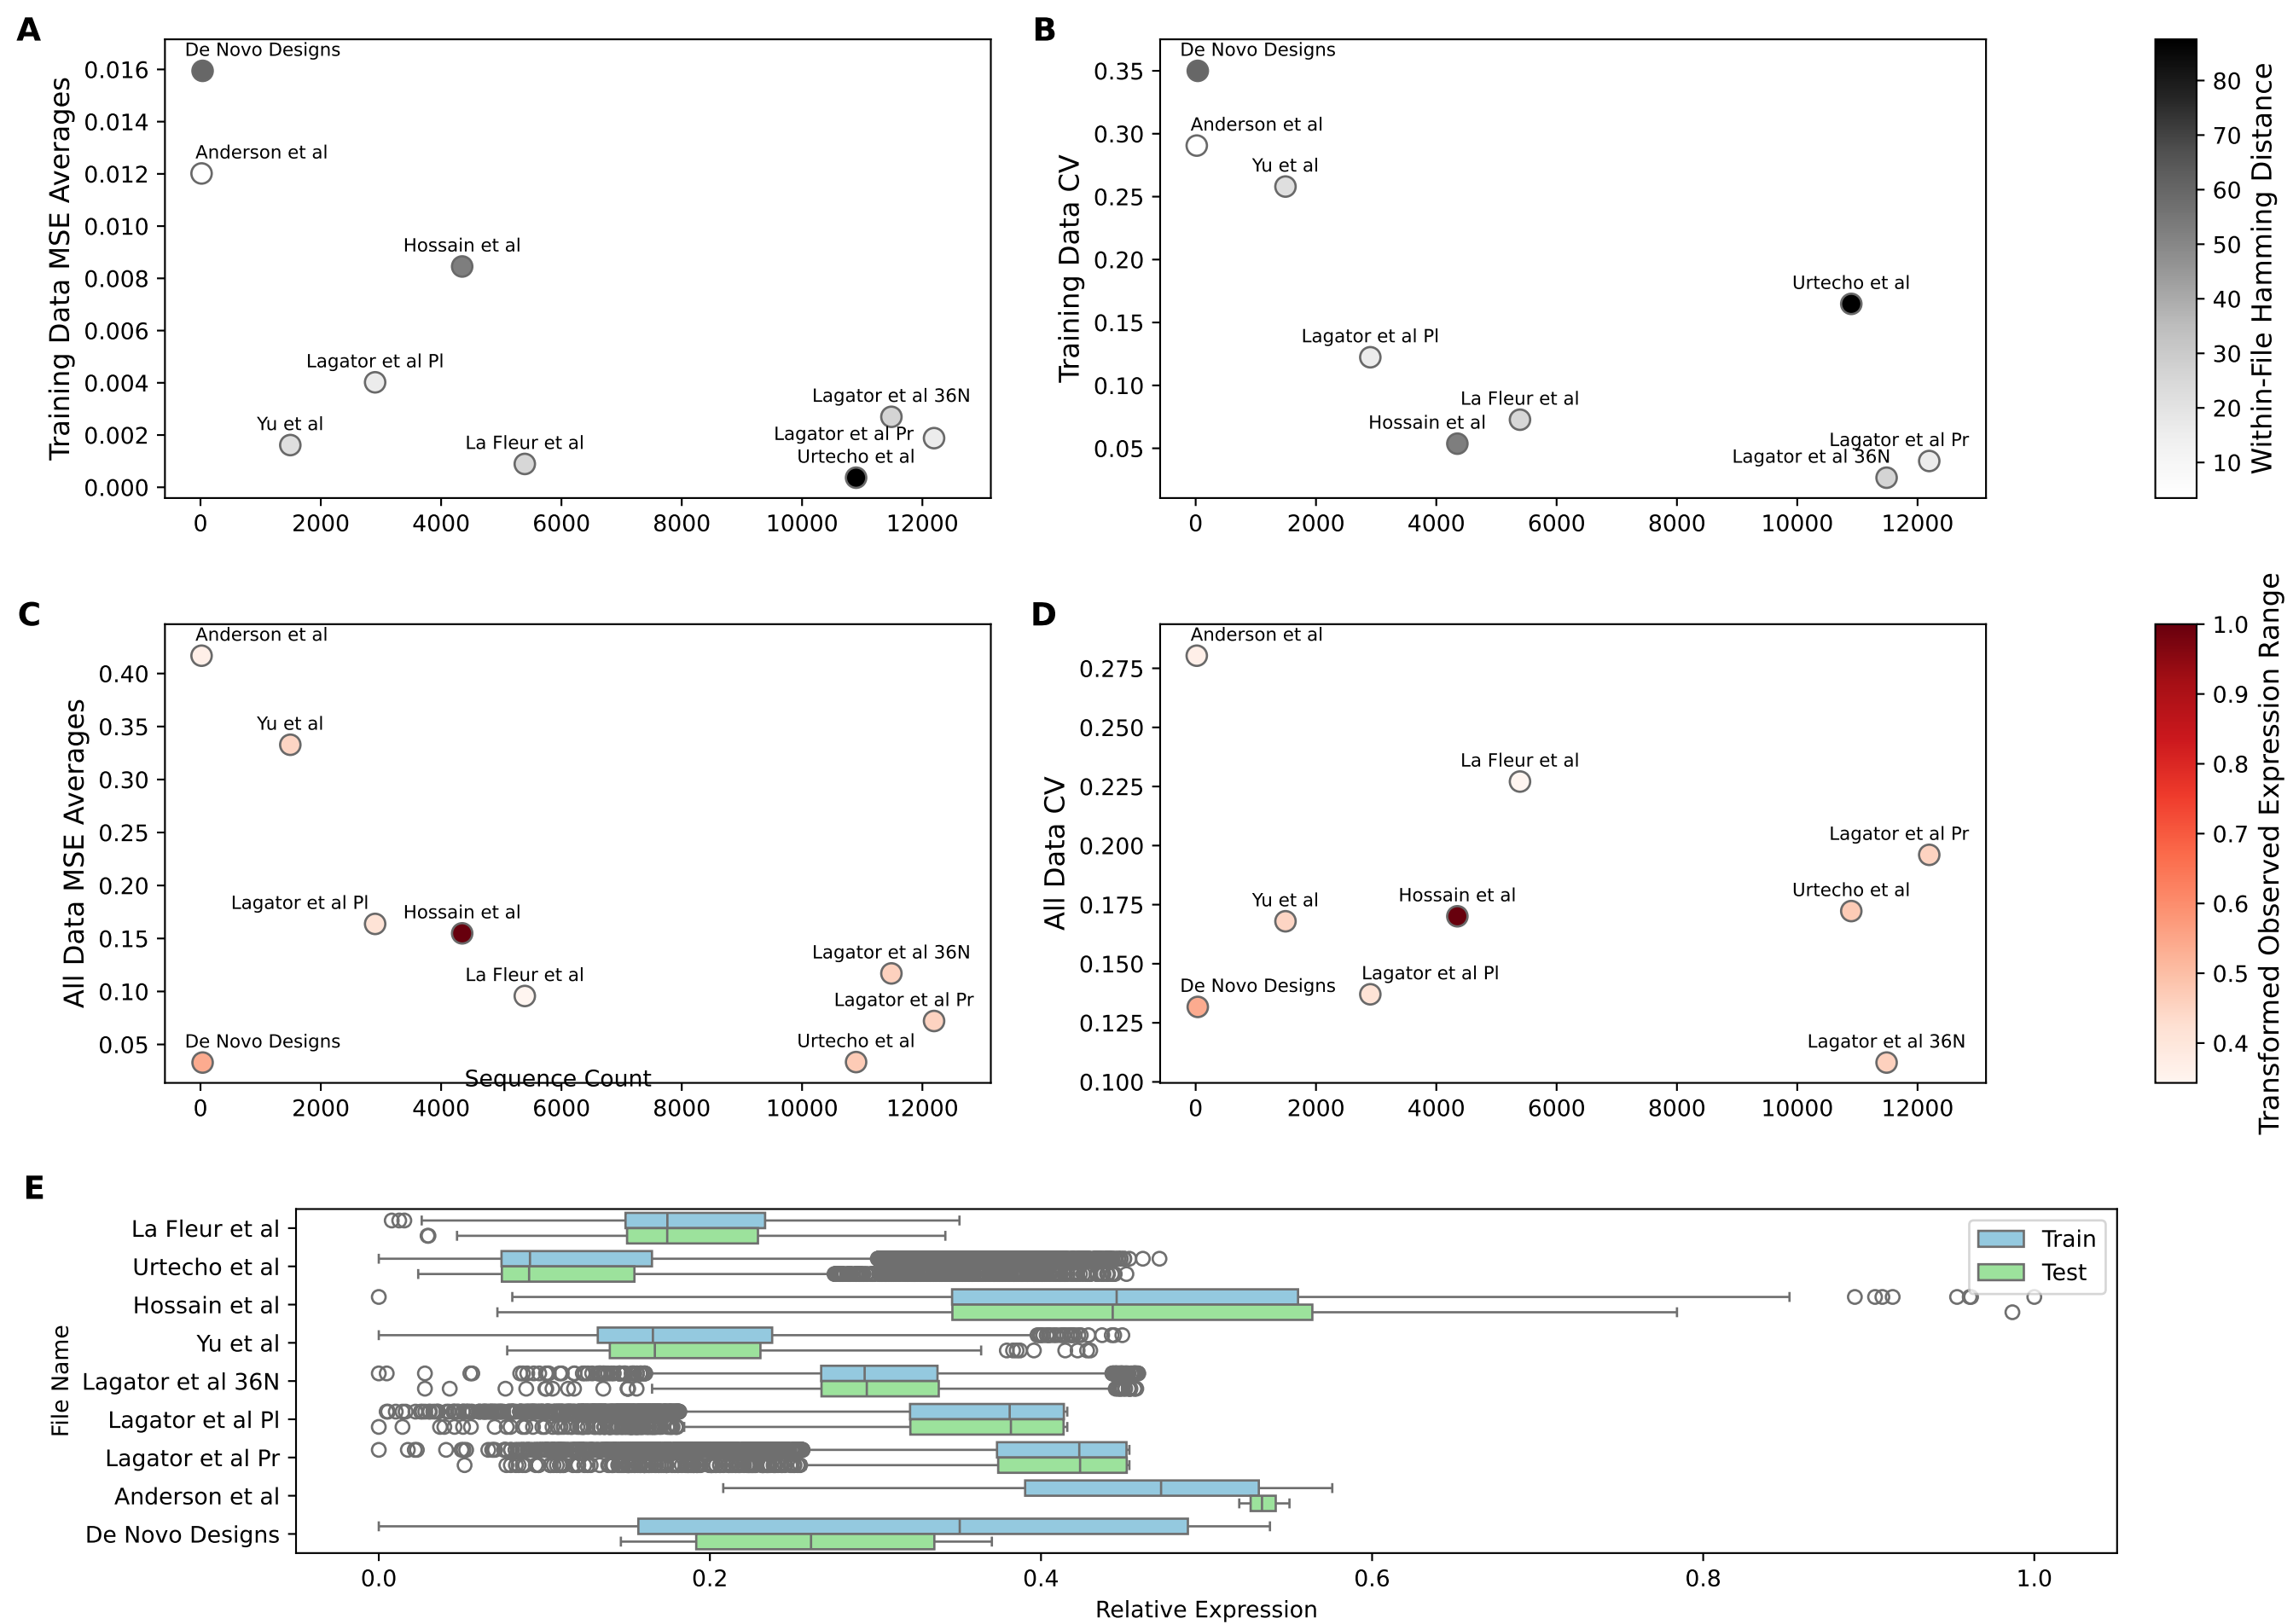 A
De Novo Designs
Anderson et al
Hossain et al
Lagator et al Pl
Yu et al
La Fleur et al
Lagator et al 36N
Lagator et al Pr
Urtecho et al
Training Data MSE Averages
0.016
0.014
0.012
0.010
0.008
0.006
0.004
0.002
0.000
0 2000 4000 6000 8000 10000 12000
B
De Novo Designs
Anderson et al
Yu et al
Urtecho et al
Lagator et al Pl
La Fleur et al
Hossain et al
Lagator et al Pr
Lagator et al 36N
Training Data CV
0.35
0.30
0.25
0.20
0.15
0.10
0.05
0 2000 4000 6000 8000 10000 12000
80
70
60
50
40
30
20
10
Within-File Hamming Distance
C
Anderson et al
Yu et al
Lagator et al Pl
Hossain et al
La Fleur et al
Lagator et al 36N
Lagator et al Pr
De Novo Designs
Urtecho et al
All Data MSE Averages
0.40
0.35
0.30
0.25
0.20
0.15
0.10
0.05
Sequence Count
0 2000 4000 6000 8000 10000 12000
D
Anderson et al
La Fleur et al
Lagator et al Pr
Urtecho et al
Yu et al
Hossain et al
De Novo Designs
Lagator et al Pl
Lagator et al 36N
All Data CV
0.275
0.250
0.225
0.200
0.175
0.150
0.125
0.100
0 2000 4000 6000 8000 10000 12000
1.0
0.9
0.8
0.7
0.6
0.5
0.4
Transformed Observed Expression Range
E
File Name
La Fleur et al
Urtecho et al
Hossain et al
Yu et al
Lagator et al 36N
Lagator et al Pl
Lagator et al Pr
Anderson et al
De Novo Designs
Train
Test
0.0 0.2 0.4 0.6 0.8 1.0
Relative Expression